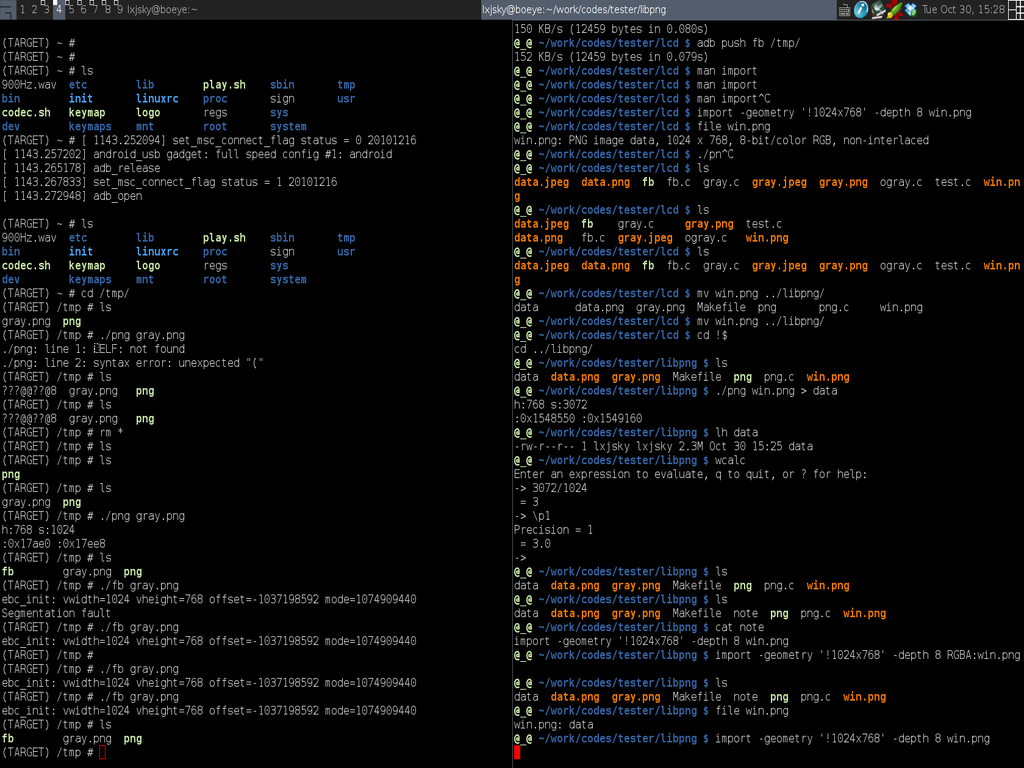 1 2 3 4 5 6 7 8 9 lxjsky@boeye:~
lxjsky@boeye:~/work/codes/tester/libpng
Tue Oct 30, 15:28
(TARGET) ~ #
(TARGET) ~ #
(TARGET) ~ # ls
900Hz.wav etc lib play.sh sbin tmp
bin init linuxrc proc sign usr
codec.sh keymap logo regs sys
dev keymaps mnt root system
(TARGET) ~ # [ 1143.252094] set_msc_connect_flag status = 0 20101216
[ 1143.257202] android_usb gadget: full speed config #1: android
[ 1143.265178] adb_release
[ 1143.267833] set_msc_connect_flag status = 1 20101216
[ 1143.272948] adb_open
(TARGET) ~ # ls
900Hz.wav etc lib play.sh sbin tmp
bin init linuxrc proc sign usr
codec.sh keymap logo regs sys
dev keymaps mnt root system
(TARGET) ~ # cd /tmp/
(TARGET) /tmp # ls
gray.png png
(TARGET) /tmp # ./png gray.png
./png: line 1: ELF: not found
./png: line 2: syntax error: unexpected "("
(TARGET) /tmp # ls
???@@??@8 gray.png png
(TARGET) /tmp # ls
???@@??@8 gray.png png
(TARGET) /tmp # rm *
(TARGET) /tmp # ls
(TARGET) /tmp # ls
png
(TARGET) /tmp # ls
gray.png png
(TARGET) /tmp # ./png gray.png
h:768 s:1024
:0x17ae0 :0x17ee8
(TARGET) /tmp # ls
fb gray.png png
(TARGET) /tmp # ./fb gray.png
ebc_init: vwidth=1024 vheight=768 offset=-1037198592 mode=1074909440
Segmentation fault
(TARGET) /tmp # ./fb gray.png
ebc_init: vwidth=1024 vheight=768 offset=-1037198592 mode=1074909440
(TARGET) /tmp #
(TARGET) /tmp # ./fb gray.png
ebc_init: vwidth=1024 vheight=768 offset=-1037198592 mode=1074909440
(TARGET) /tmp # ./fb gray.png
ebc_init: vwidth=1024 vheight=768 offset=-1037198592 mode=1074909440
(TARGET) /tmp # ls
fb gray.png png
(TARGET) /tmp #
150 KB/s (12459 bytes in 0.080s)
@_@ ~/work/codes/tester/lcd $ adb push fb /tmp/
152 KB/s (12459 bytes in 0.079s)
@_@ ~/work/codes/tester/lcd $ man import
@_@ ~/work/codes/tester/lcd $ man import
@_@ ~/work/codes/tester/lcd $ man import^C
@_@ ~/work/codes/tester/lcd $ import -geometry '!1024x768' -depth 8 win.png
@_@ ~/work/codes/tester/lcd $ file win.png
win.png: PNG image data, 1024 x 768, 8-bit/color RGB, non-interlaced
@_@ ~/work/codes/tester/lcd $ ./pn^C
@_@ ~/work/codes/tester/lcd $ ls
data.jpeg data.png fb fb.c gray.c gray.jpeg gray.png ogray.c test.c win.pn
g
@_@ ~/work/codes/tester/lcd $ ls
data.jpeg fb gray.c gray.png test.c
data.png fb.c gray.jpeg ogray.c win.png
@_@ ~/work/codes/tester/lcd $ ls
data.jpeg data.png fb fb.c gray.c gray.jpeg gray.png ogray.c test.c win.pn
g
@_@ ~/work/codes/tester/lcd $ mv win.png ../libpng/
data data.png gray.png Makefile png png.c win.png
@_@ ~/work/codes/tester/lcd $ mv win.png ../libpng/
@_@ ~/work/codes/tester/lcd $ cd !$
cd ../libpng/
@_@ ~/work/codes/tester/libpng $ ls
data data.png gray.png Makefile png png.c win.png
@_@ ~/work/codes/tester/libpng $ ./png win.png > data
h:768 s:3072
:0x1548550 :0x1549160
@_@ ~/work/codes/tester/libpng $ lh data
-rw-r--r-- 1 lxjsky lxjsky 2.3M Oct 30 15:25 data
@_@ ~/work/codes/tester/libpng $ wcalc
Enter an expression to evaluate, q to quit, or ? for help:
-> 3072/1024
= 3
-> \p1
Precision = 1
= 3.0
->
@_@ ~/work/codes/tester/libpng $ ls
data data.png gray.png Makefile png png.c win.png
@_@ ~/work/codes/tester/libpng $ ls
data data.png gray.png Makefile note png png.c win.png
@_@ ~/work/codes/tester/libpng $ cat note
import -geometry '!1024x768' -depth 8 win.png
@_@ ~/work/codes/tester/libpng $ import -geometry '!1024x768' -depth 8 RGBA:win.png
@_@ ~/work/codes/tester/libpng $ ls
data data.png gray.png Makefile note png png.c win.png
@_@ ~/work/codes/tester/libpng $ file win.png
win.png: data
@_@ ~/work/codes/tester/libpng $ import -geometry '!1024x768' -depth 8 win.png